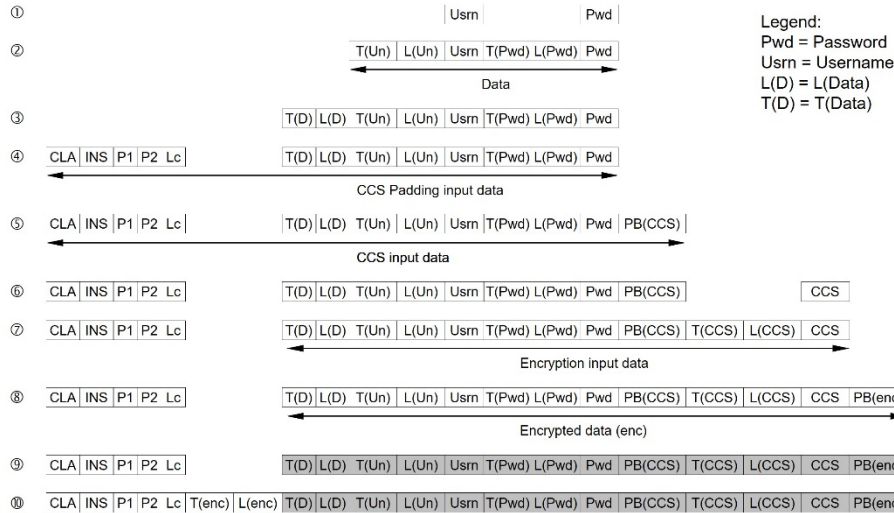 ① Usrn Pwd
Legend:
Pwd = Password
Usrn = Username
L(D) = L(Data)
T(D) = T(Data)
② T(Un) L(Un) Usrn T(Pwd) L(Pwd) Pwd
Data
③ T(D) L(D) T(Un) L(Un) Usrn T(Pwd) L(Pwd) Pwd
④ CLA INS P1 P2 Lc T(D) L(D) T(Un) L(Un) Usrn T(Pwd) L(Pwd) Pwd
CCS Padding input data
⑤ CLA INS P1 P2 Lc T(D) L(D) T(Un) L(Un) Usrn T(Pwd) L(Pwd) Pwd PB(CCS)
CCS input data
⑥ CLA INS P1 P2 Lc T(D) L(D) T(Un) L(Un) Usrn T(Pwd) L(Pwd) Pwd PB(CCS) CCS
⑦ CLA INS P1 P2 Lc T(D) L(D) T(Un) L(Un) Usrn T(Pwd) L(Pwd) Pwd PB(CCS) T(CCS) L(CCS) CCS
Encryption input data
⑧ CLA INS P1 P2 Lc T(D) L(D) T(Un) L(Un) Usrn T(Pwd) L(Pwd) Pwd PB(CCS) T(CCS) L(CCS) CCS PB(enc
Encrypted data (enc)
⑨ CLA INS P1 P2 Lc T(D) L(D) T(Un) L(Un) Usrn T(Pwd) L(Pwd) Pwd PB(CCS) T(CCS) L(CCS) CCS PB(enc
⑩ CLA INS P1 P2 Lc T(enc) L(enc) T(D) L(D) T(Un) L(Un) Usrn T(Pwd) L(Pwd) Pwd PB(CCS) T(CCS) L(CCS) CCS PB(enc